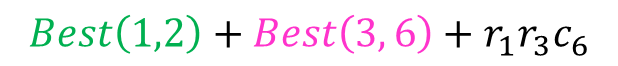 Best(1,2) + Best(3, 6) + r₁r₃c₆